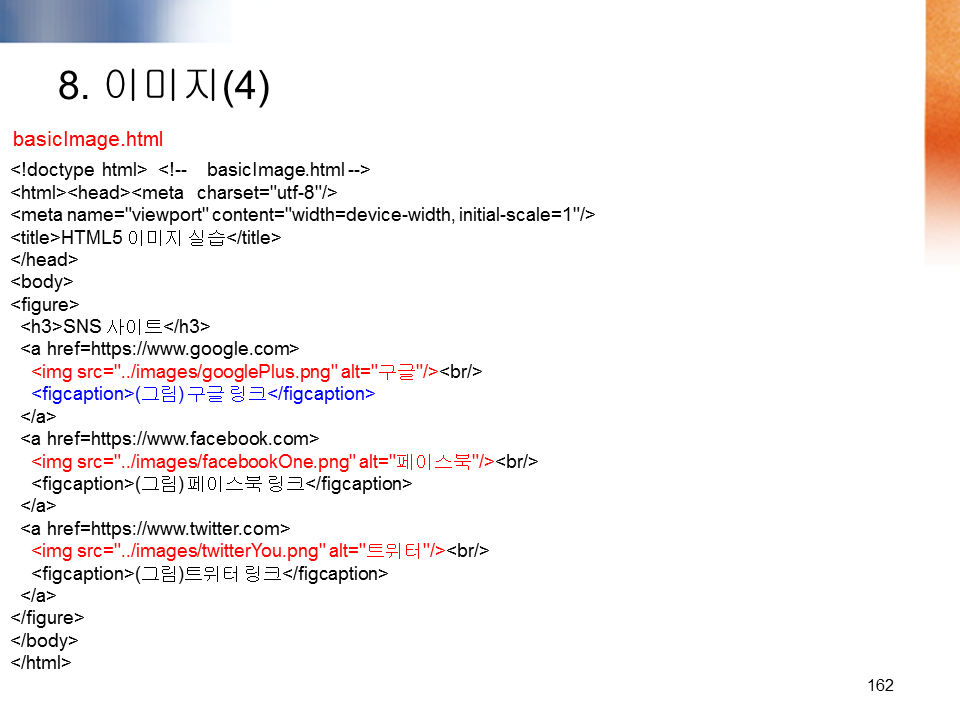 8. 이미지(4)
basicImage.html
<!doctype html> <!-- basicImage.html -->
<html><head><meta charset="utf-8"/>
<meta name="viewport" content="width=device-width, initial-scale=1"/>
<title>HTML5 이미지 실습</title>
</head>
<body>
<figure>
<h3>SNS 사이트</h3>
<a href=https://www.google.com>
<img src="../images/googlePlus.png" alt="구글"/><br/>
<figcaption>(그림) 구글 링크</figcaption>
</a>
<a href=https://www.facebook.com>
<img src="../images/facebookOne.png" alt="페이스북"/><br/>
<figcaption>(그림) 페이스북 링크</figcaption>
</a>
<a href=https://www.twitter.com>
<img src="../images/twitterYou.png" alt="트위터"/><br/>
<figcaption>(그림)트위터 링크</figcaption>
</a>
</figure>
</body>
</html>
162